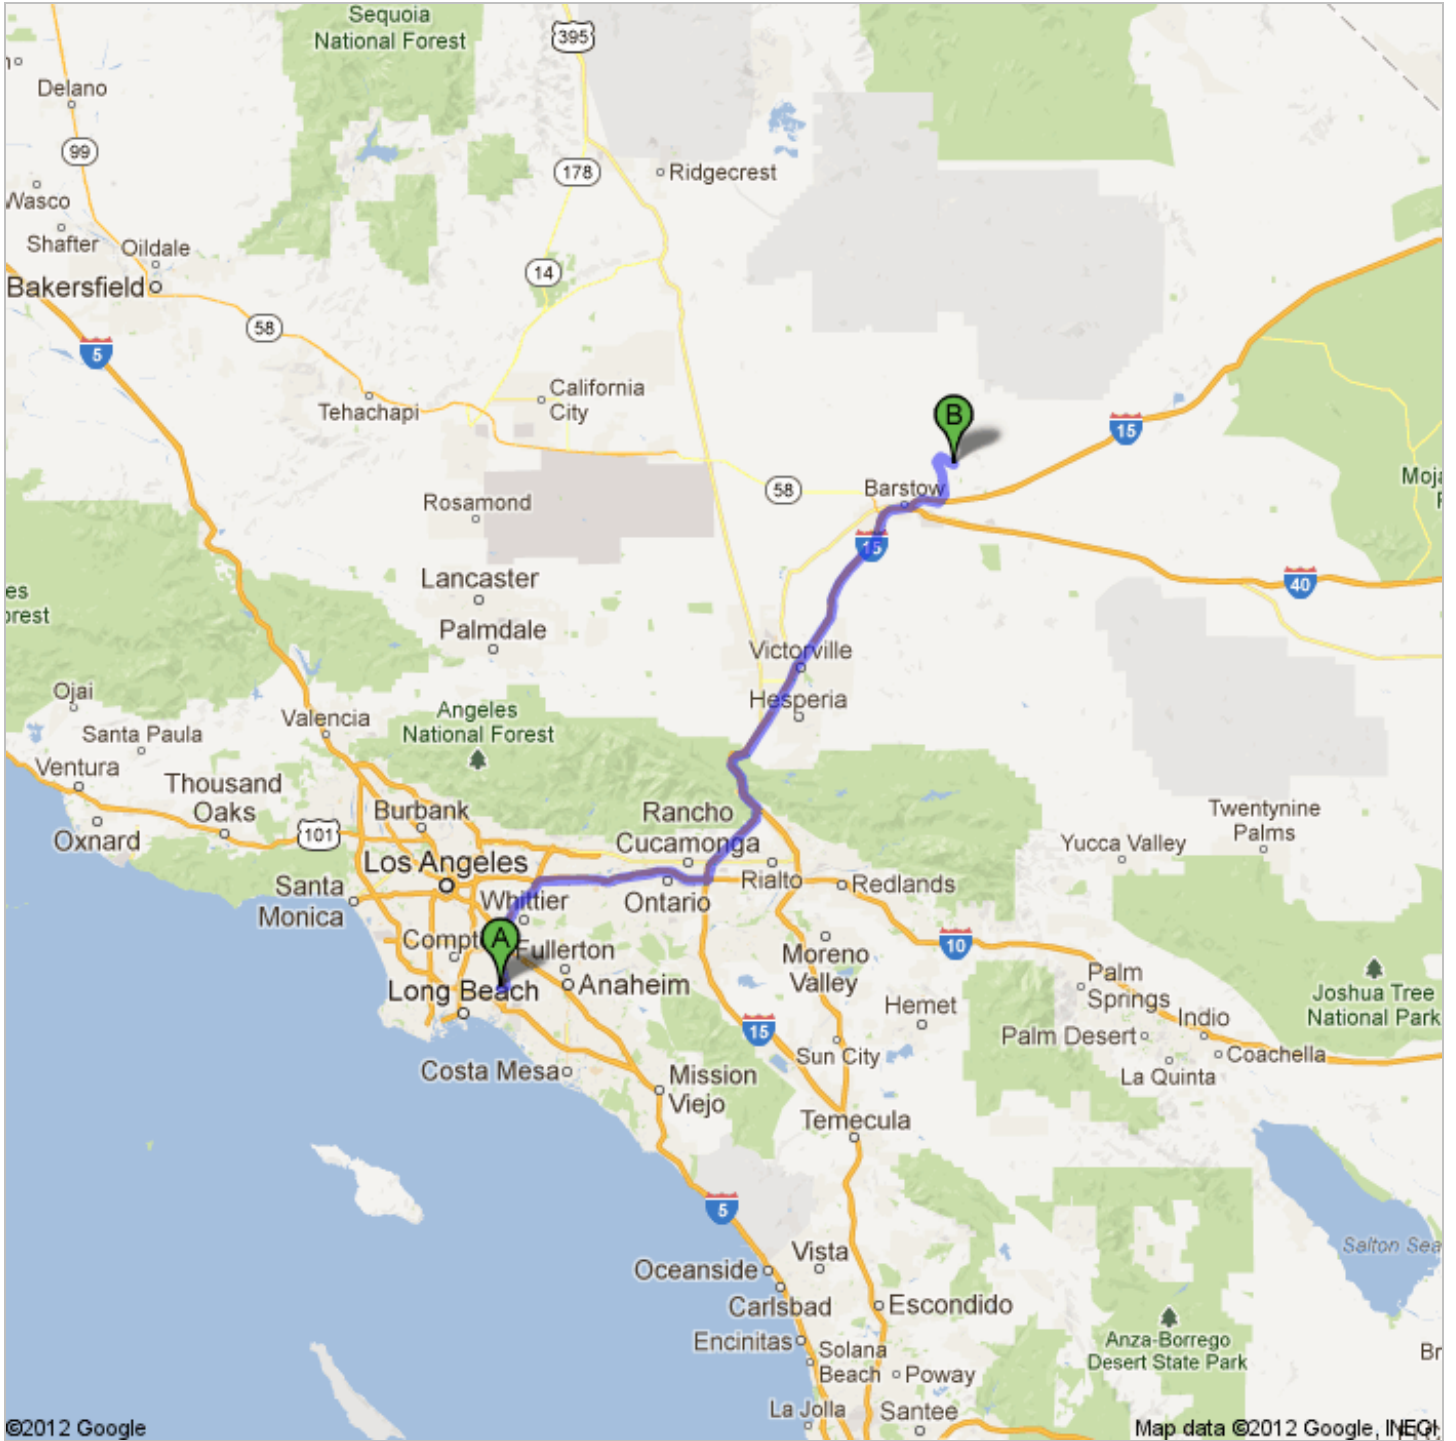 Sequoia
National Forest
395
Delano
99
178
Ridgecrest
Wasco
Shafter
Oildale
14
Bakersfield
58
5
California
City
Tehachapi
B
15
58
Barstow
Rosamond
15
40
Lancaster
Palmdale
Victorville
Hesperia
Ojai
Santa Paula
Valencia
Angeles
National Forest
Ventura
Thousand
Oaks
Oxnard
101
Burbank
Rancho
Cucamonga
Twentynine
Palms
Yucca Valley
Los Angeles
Santa
Monica
Whittier
Ontario
Rialto
Redlands
A
Fullerton
10
Moreno
Valley
Long Beach
Anaheim
Palm
Springs
Hemet
Joshua Tree
National Park
Indio
15
Palm Desert
Sun City
Coachella
La Quinta
Costa Mesa
Mission
Viejo
Temecula
5
Salton Sea
Vista
Oceanside
Carlsbad
Escondido
Encinitas
Solana
Beach
Poway
Anza-Borrego
Desert State Park
La Jolla
Santee
©2012 Google
Map data ©2012 Google, INEGI